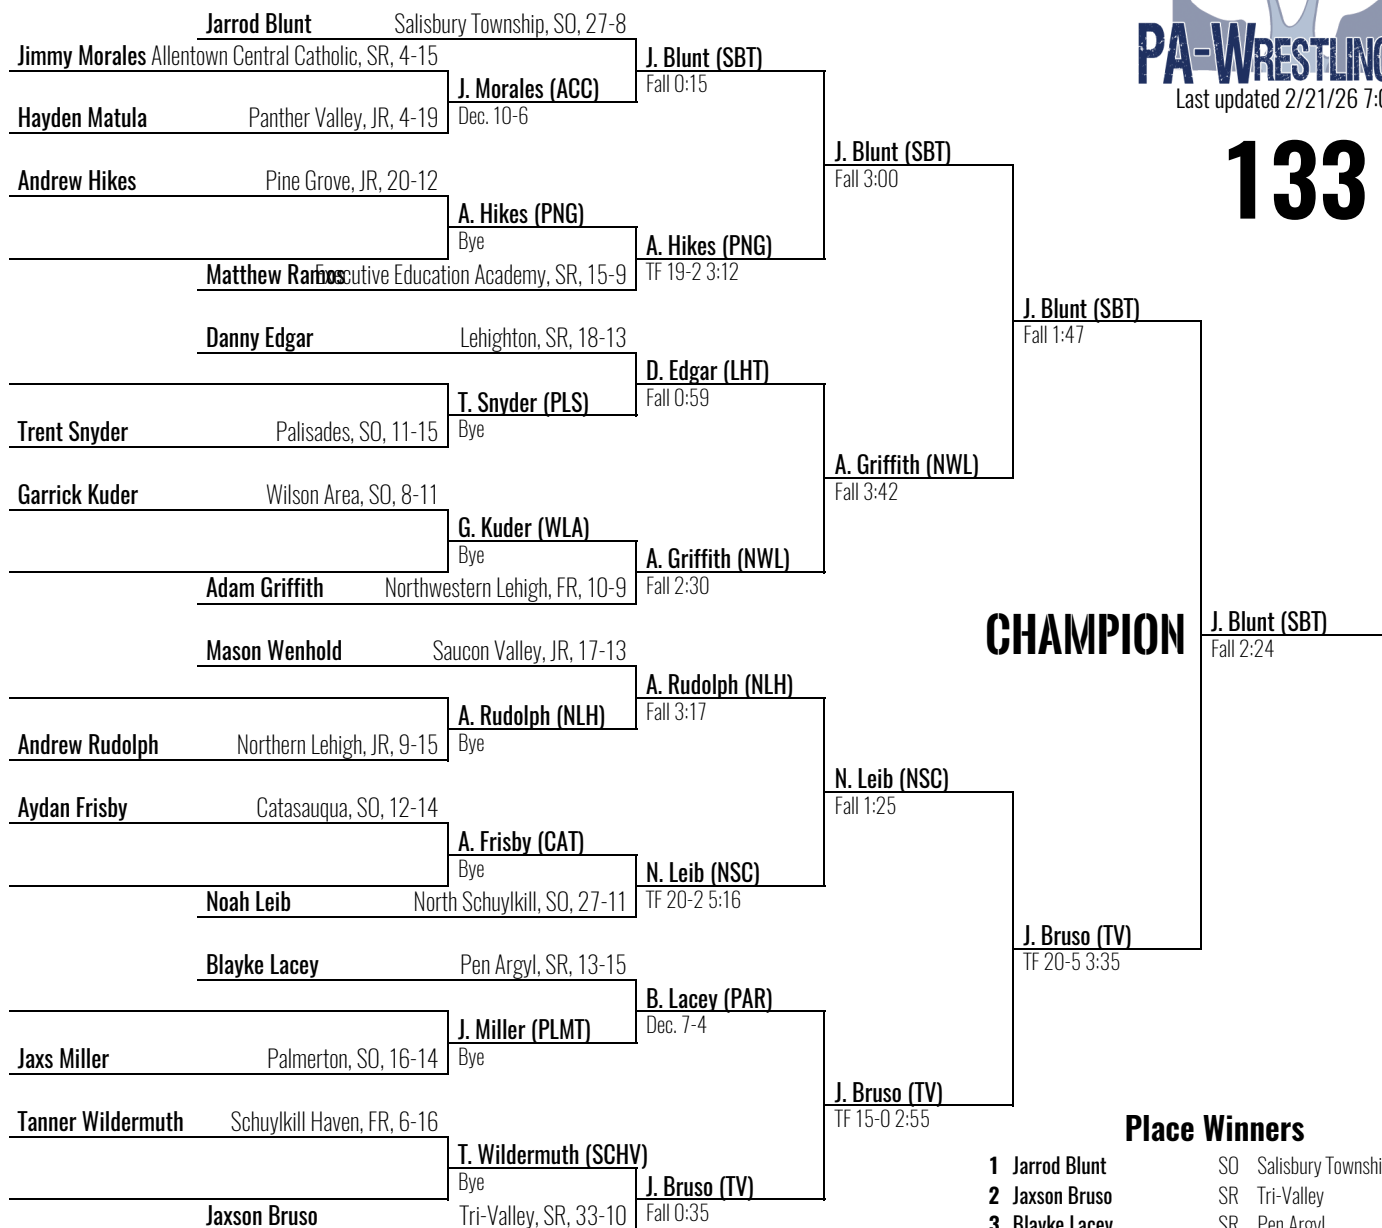 Jarrod Blunt Salisbury Township, SO, 27-8
Jimmy Morales Allentown Central Catholic, SR, 4-15
J. Blunt (SBT)
Fall 0:15
J. Morales (ACC)
Dec. 10-6
Hayden Matula Panther Valley, JR, 4-19
PA-WRESTLING
Last updated 2/21/26
133
J. Blunt (SBT)
Fall 3:00
Andrew Hikes Pine Grove, JR, 20-12
A. Hikes (PNG)
Bye
A. Hikes (PNG)
TF 19-2 3:12
Matthew Ramos Executive Education Academy, SR, 15-9
J. Blunt (SBT)
Fall 1:47
Danny Edgar Lehighton, SR, 18-13
D. Edgar (LHT)
Fall 0:59
T. Snyder (PLS)
Bye
Trent Snyder Palisades, SO, 11-15
A. Griffith (NWL)
Fall 3:42
Garrick Kuder Wilson Area, SO, 8-11
G. Kuder (WLA)
Bye
A. Griffith (NWL)
Fall 2:30
Adam Griffith Northwestern Lehigh, FR, 10-9
CHAMPION
J. Blunt (SBT)
Fall 2:24
Mason Wenhold Saucon Valley, JR, 17-13
A. Rudolph (NLH)
Fall 3:17
A. Rudolph (NLH)
Bye
Andrew Rudolph Northern Lehigh, JR, 9-15
N. Leib (NSC)
Fall 1:25
Aydan Frisby Catasauqua, SO, 12-14
A. Frisby (CAT)
Bye
N. Leib (NSC)
TF 20-2 5:16
Noah Leib North Schuylkill, SO, 27-11
J. Bruso (TV)
TF 20-5 3:35
Blayke Lacey Pen Argyl, SR, 13-15
B. Lacey (PAR)
Dec. 7-4
J. Miller (PLMT)
Bye
Jaxs Miller Palmerton, SO, 16-14
J. Bruso (TV)
TF 15-0 2:55
Tanner Wildermuth Schuylkill Haven, FR, 6-16
T. Wildermuth (SCHV)
Bye
J. Bruso (TV)
Fall 0:35
Jaxson Bruso Tri-Valley, SR, 33-10
Place Winners
1 Jarrod Blunt SO Salisbury Townshi
2 Jaxson Bruso SR Tri-Valley
3 Blayke Lacey SR Pen Argyl